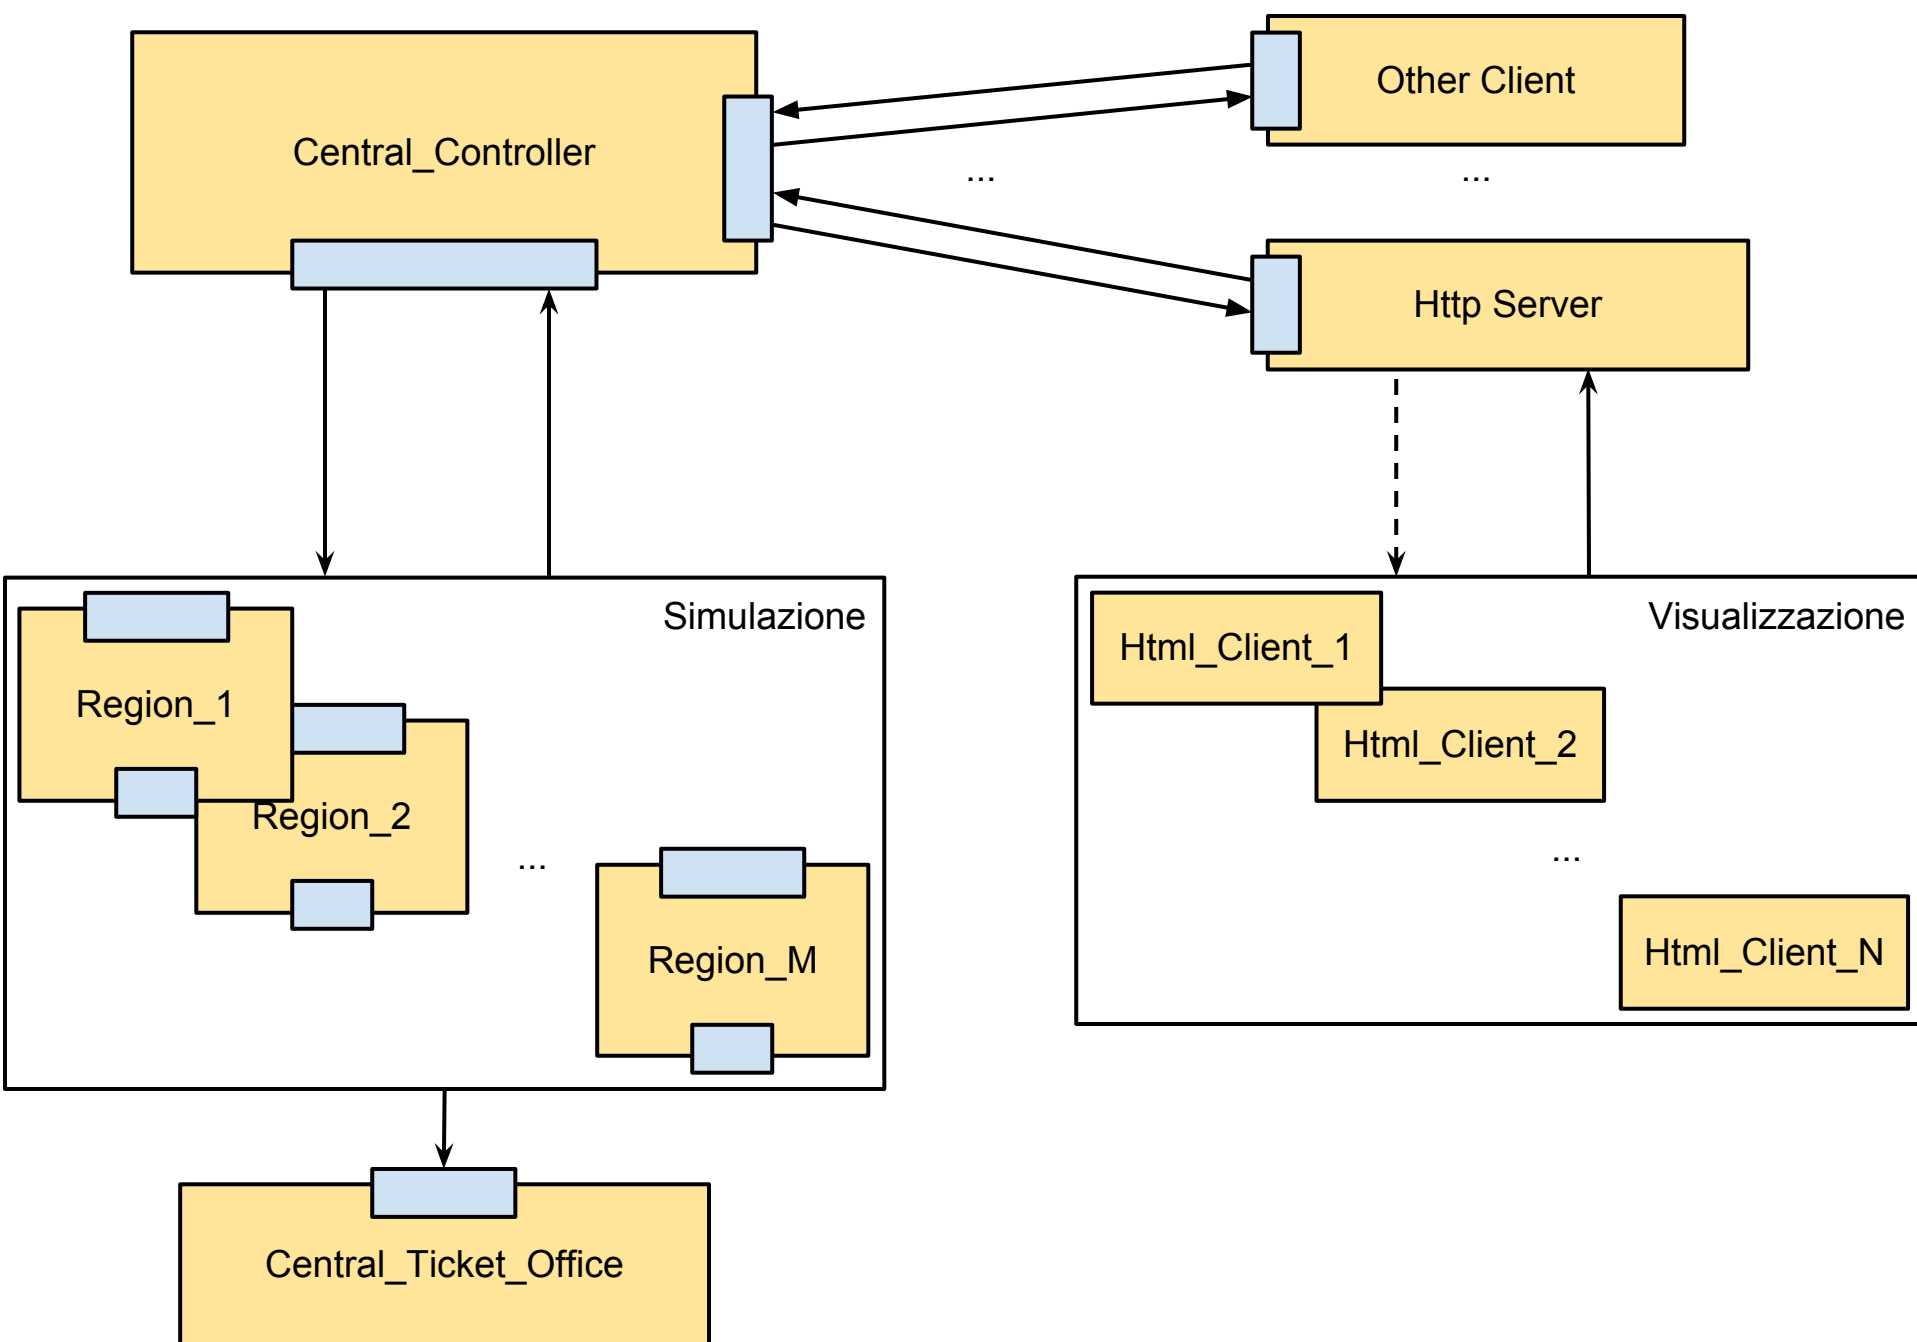 Other Client
Central_Controller
...
...
Http Server
Simulazione
Visualizzazione
Html_Client_1
Region_1
Html_Client_2
Region_2
...
...
Region_M
Html_Client_N
Central_Ticket_Office